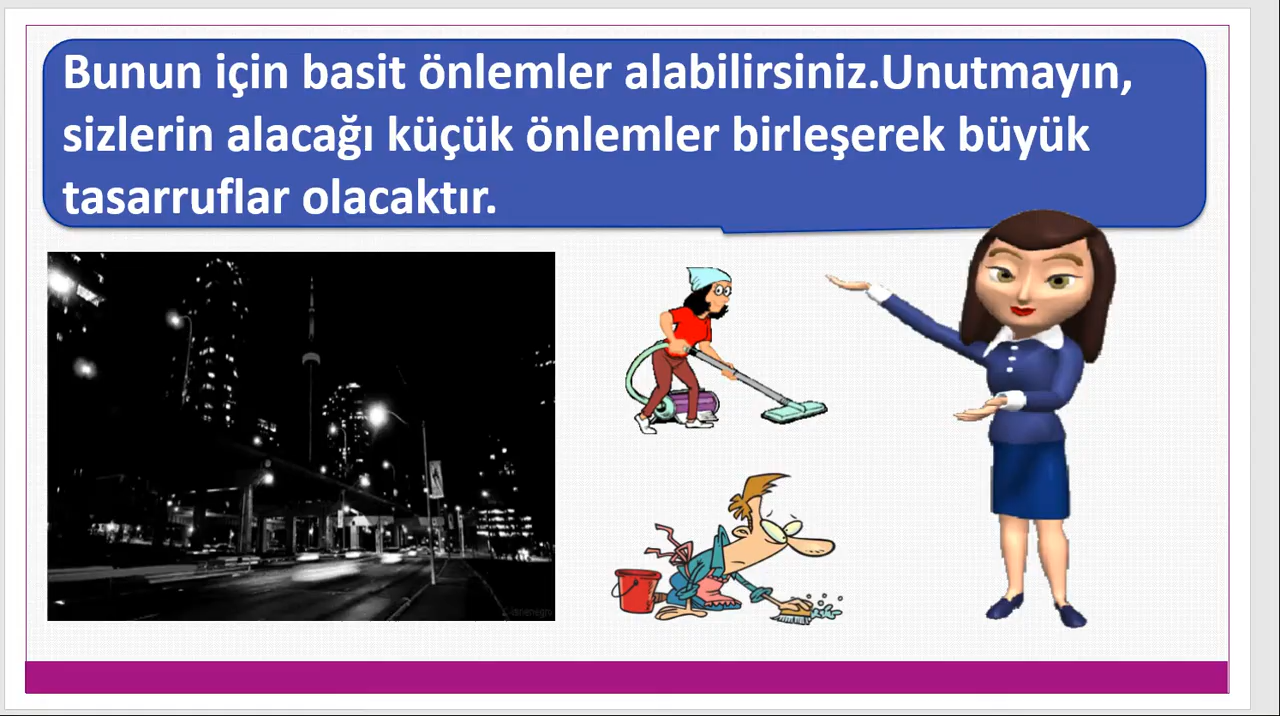 Bunun için basit önlemler alabilirsiniz.Unutmayın,
sizlerin alacağı küçük önlemler birleşerek büyük
tasarruflar olacaktır.